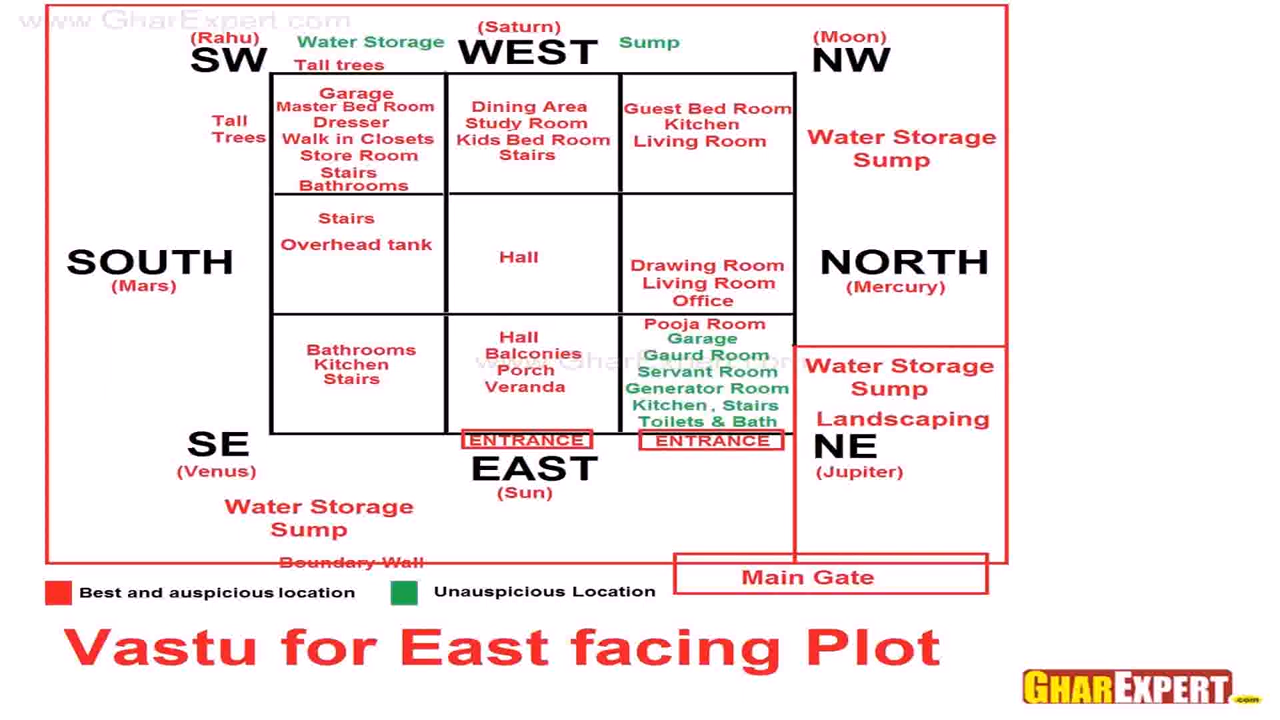 www.GharExpert.com
(Rahu)
SW
Water Storage
(Saturn)
WEST
Sump
(Moon)
NW
Tall trees
Tall
Trees
Garage
Master Bed Room
Dresser
Walk in Closets
Store Room
Stairs
Bathrooms
Dining Area
Study Room
Kids Bed Room
Stairs
Guest Bed Room
Kitchen
Living Room
Water Storage
Sump
SOUTH
(Mars)
Stairs
Overhead tank
Hall
Drawing Room
Living Room
Office
NORTH
(Mercury)
Bathrooms
Kitchen
Stairs
Hall
Balconies
Porch
Veranda
www.GharExpert.com
Pooja Room
Garage
Gaurd Room
Servant Room
Generator Room
Kitchen , Stairs
Toilets & Bath
Water Storage
Sump
Landscaping
SE
(Venus)
ENTRANCE
EAST
(Sun)
ENTRANCE
NE
(Jupiter)
Water Storage
Sump
Boundary Wall
Main Gate
Best and auspicious location
Unauspicious Location
Vastu for East facing Plot
GHAREXPERT.com